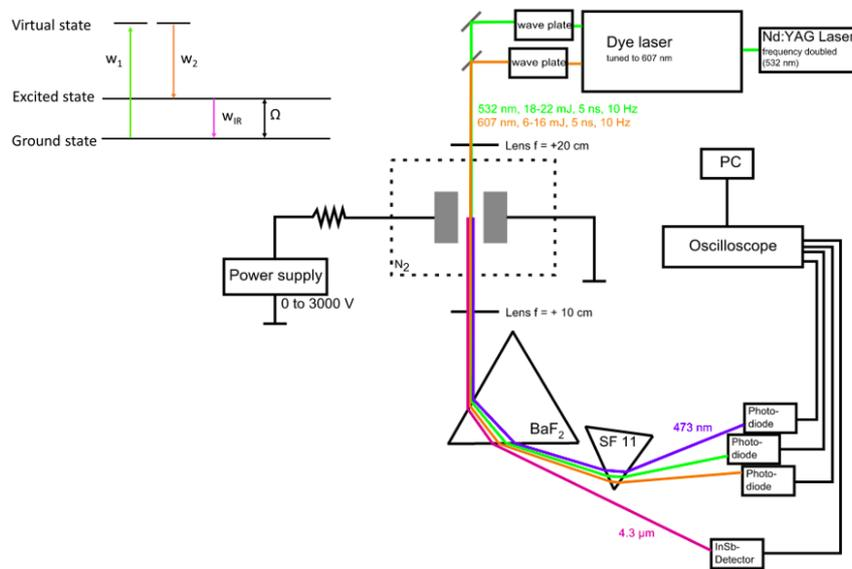 Virtual state
w1
w2
Excited state
wIR
Ω
Ground state
wave plate
wave plate
Dye laser
tuned to 607 nm
Nd:YAG Laser
frequency doubled
(532 nm)
532 nm, 18-22 mJ, 5 ns, 10 Hz
607 nm, 6-16 mJ, 5 ns, 10 Hz
Lens f = +20 cm
N2
Power supply
0 to 3000 V
Lens f = + 10 cm
PC
Oscilloscope
BaF2
SF 11
473 nm
4.3 µm
Photo-
diode
Photo-
diode
Photo-
diode
InSb-
Detector